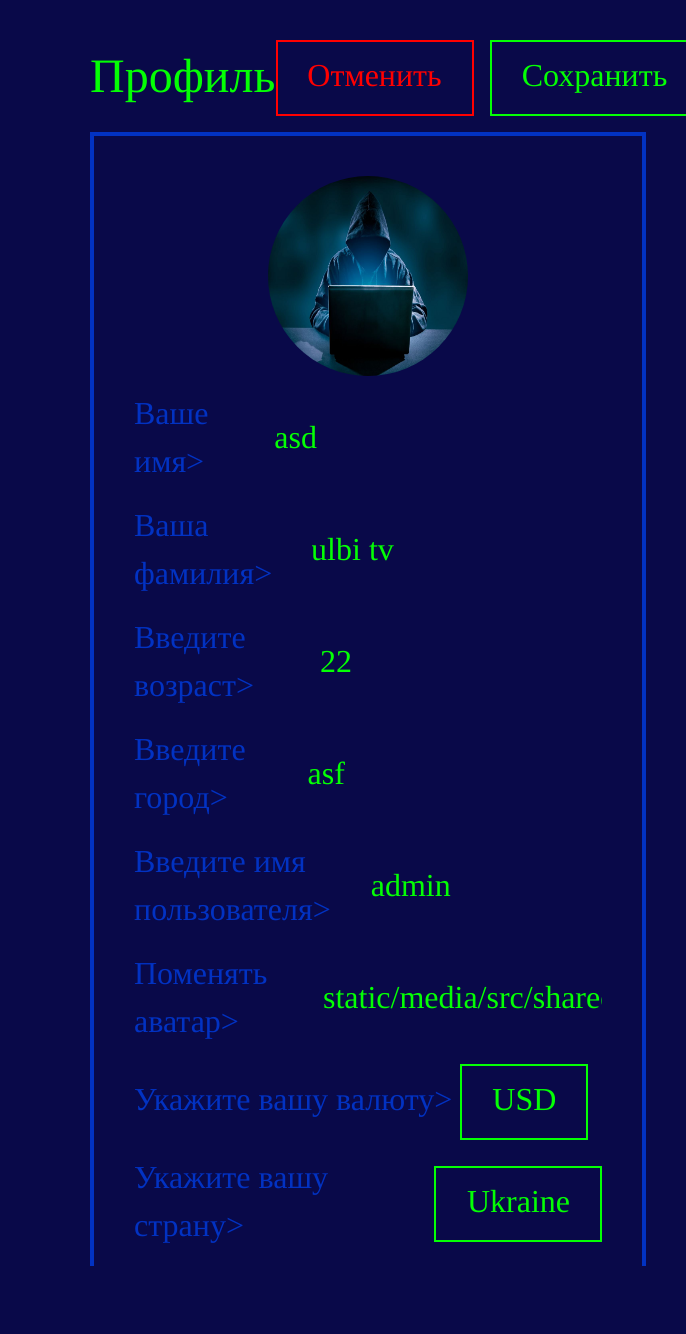 Профиль Отменить Сохранить
Ваше
имя> asd
Ваша
фамилия> ulbi tv
Введите
возраст> 22
Введите
город> asf
Введите имя
пользователя> admin
Поменять
аватар> static/media/src/share
Укажите вашу валюту> USD
Укажите вашу
страну> Ukraine